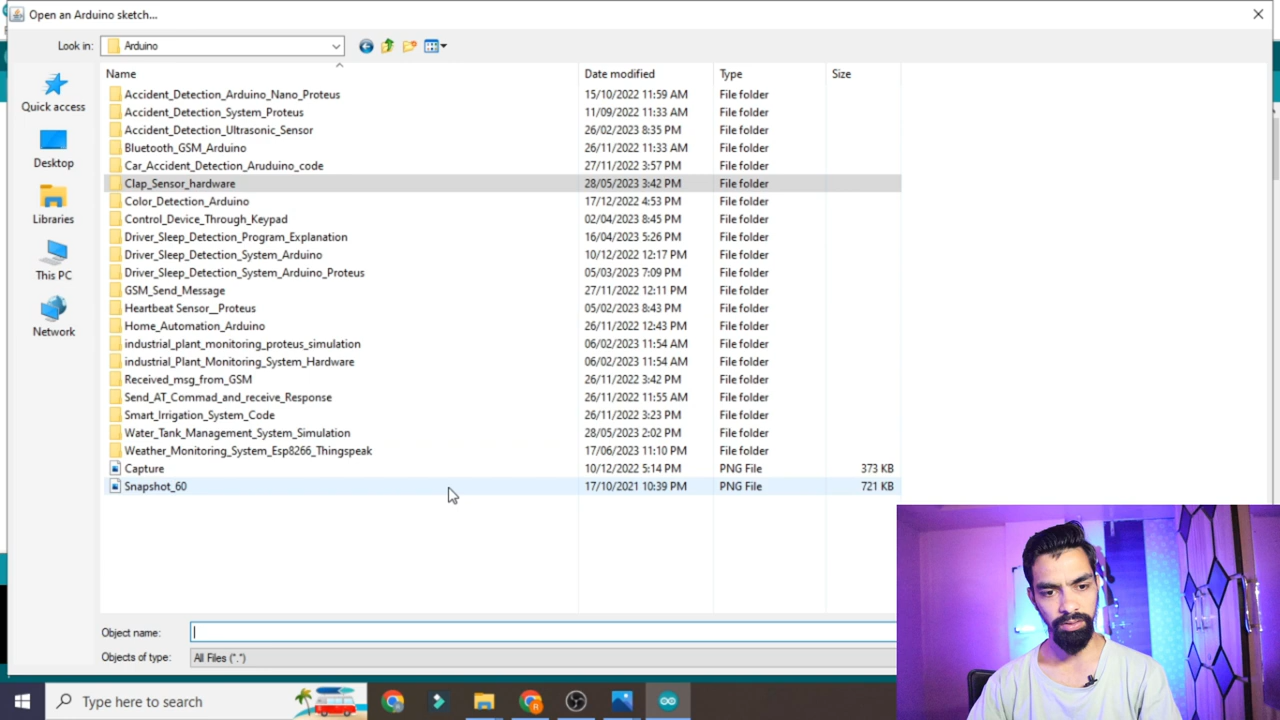 Open an Arduino sketch...
Look in: Arduino
Name Date modified Type Size
Quick access
Desktop
Libraries
This PC
Network
Accident_Detection_Arduino_Nano_Proteus 15/10/2022 11:59 AM File folder
Accident_Detection_System_Proteus 11/09/2022 11:33 AM File folder
Accident_Detection_Ultrasonic_Sensor 26/02/2023 8:35 PM File folder
Bluetooth_GSM_Arduino 26/11/2022 11:33 AM File folder
Car_Accident_Detection_Aruduino_code 27/11/2022 3:57 PM File folder
Clap_Sensor_hardware 28/05/2023 3:42 PM File folder
Color_Detection_Arduino 17/12/2022 4:53 PM File folder
Control_Device_Through_Keypad 02/04/2023 8:45 PM File folder
Driver_Sleep_Detection_Program_Explanation 16/04/2023 5:26 PM File folder
Driver_Sleep_Detection_System_Arduino 10/12/2022 12:17 PM File folder
Driver_Sleep_Detection_System_Arduino_Proteus 05/03/2023 7:09 PM File folder
GSM_Send_Message 27/11/2022 12:11 PM File folder
Heartbeat Sensor__Proteus 05/02/2023 8:43 PM File folder
Home_Automation_Arduino 26/11/2022 12:43 PM File folder
industrial_plant_monitoring_proteus_simulation 06/02/2023 11:54 AM File folder
industrial_Plant_Monitoring_System_Hardware 06/02/2023 11:54 AM File folder
Received_msg_from_GSM 26/11/2022 3:42 PM File folder
Send_AT_Commad_and_receive_Response 26/11/2022 11:55 AM File folder
Smart_Irrigation_System_Code 26/11/2022 3:23 PM File folder
Water_Tank_Management_System_Simulation 28/05/2023 2:02 PM File folder
Weather_Monitoring_System_Esp8266_Thingspeak 17/06/2023 11:10 PM File folder
Capture 10/12/2022 5:14 PM PNG File 373 KB
Snapshot_60 17/10/2021 10:39 PM PNG File 721 KB
Object name:
Objects of type: All Files (*.*)
Type here to search